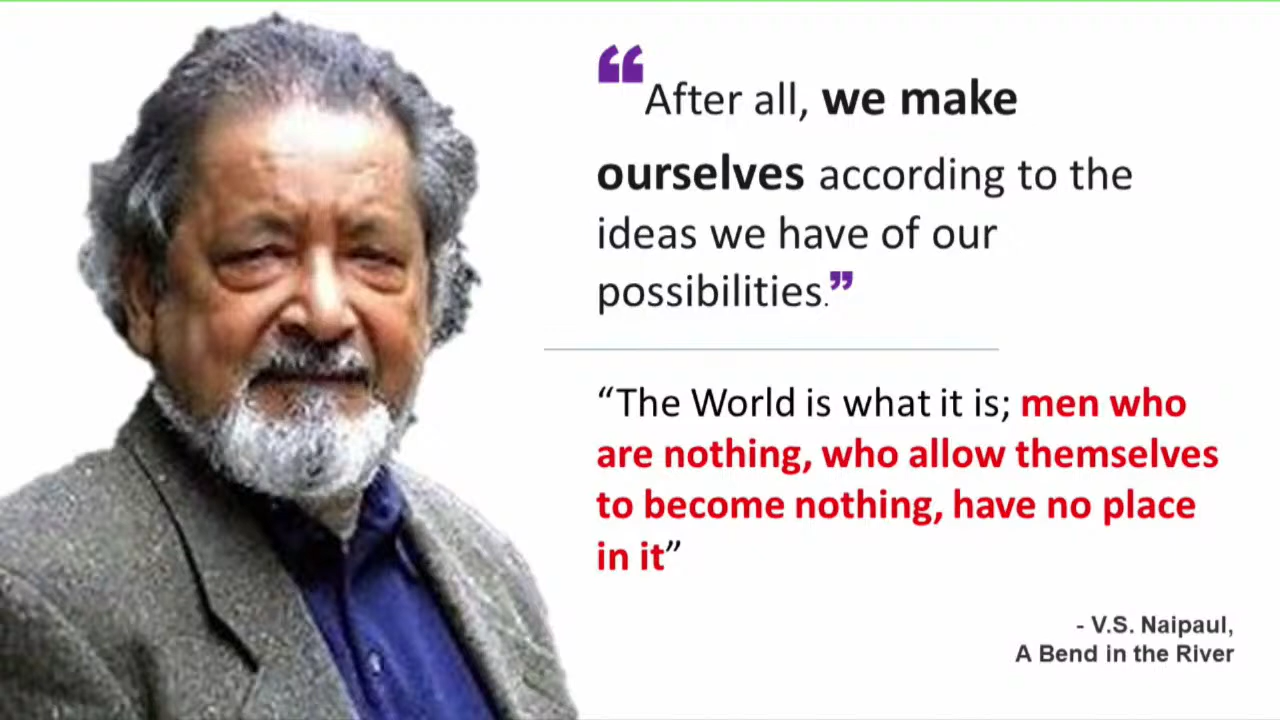 “After all, we make
ourselves according to the
ideas we have of our
possibilities.”
“The World is what it is; men who
are nothing, who allow themselves
to become nothing, have no place
in it”
- V.S. Naipaul,
A Bend in the River